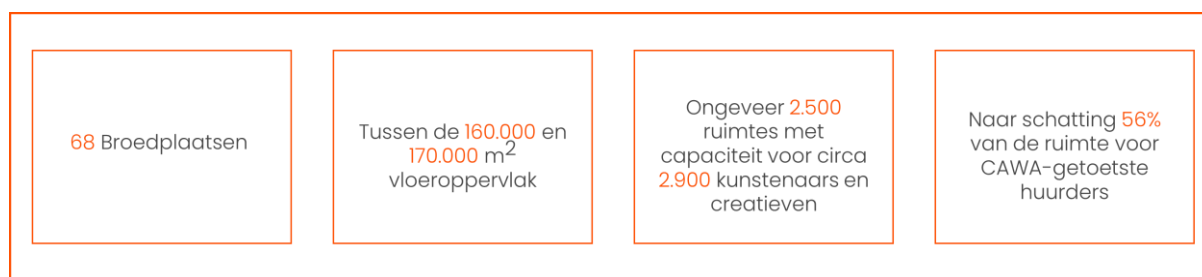 68 Broedplaatsen
Tussen de 160.000 en
170.000 m²
vloeroppervlak
Ongeveer 2.500
ruimtes met
capaciteit voor circa
2.900 kunstenaars en
creatieven
Naar schatting 56%
van de ruimte voor
CAWA-getoetste
huurders